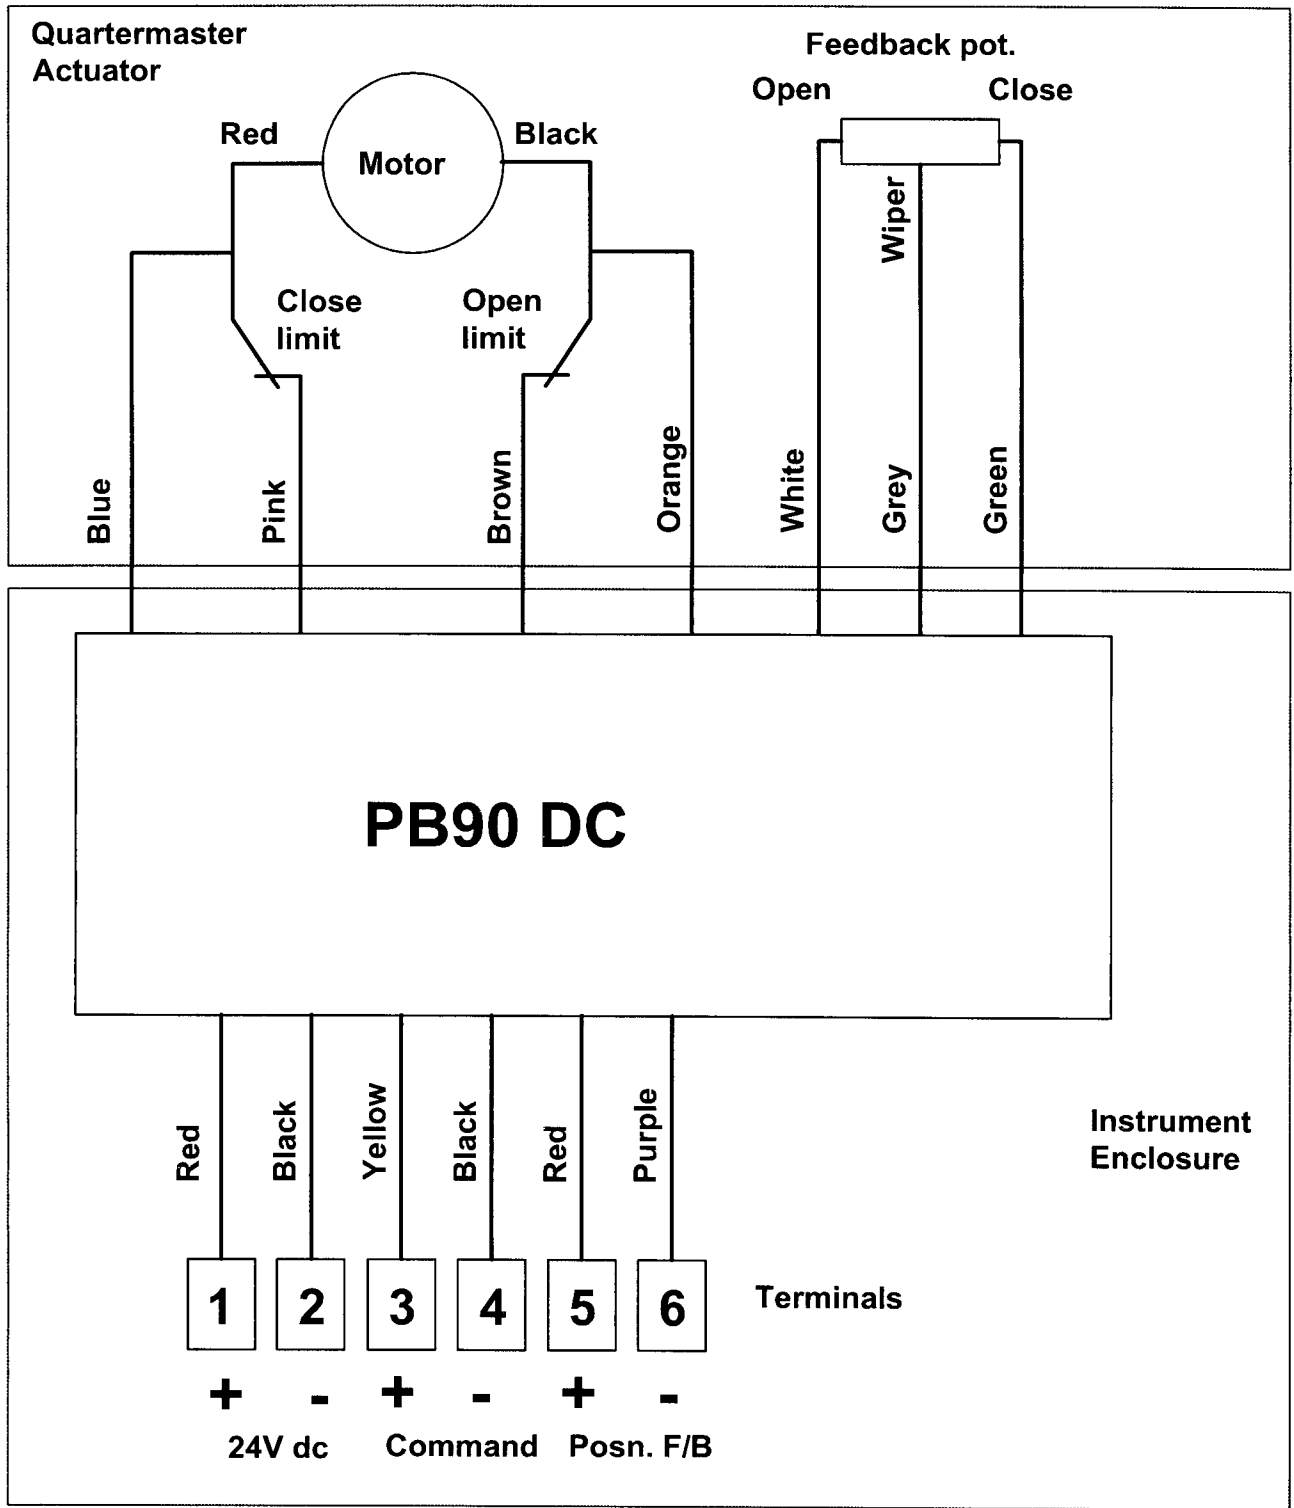 Quartermaster
Actuator
Feedback pot.
Open
Close
Red
Motor
Black
Wiper
Close
limit
Open
limit
Blue
Pink
Brown
Orange
White
Grey
Green
PB90 DC
Red
Black
Yellow
Black
Red
Purple
Instrument
Enclosure
1 2 3 4 5 6
Terminals
+ - + - + -
24V dc Command Posn. F/B